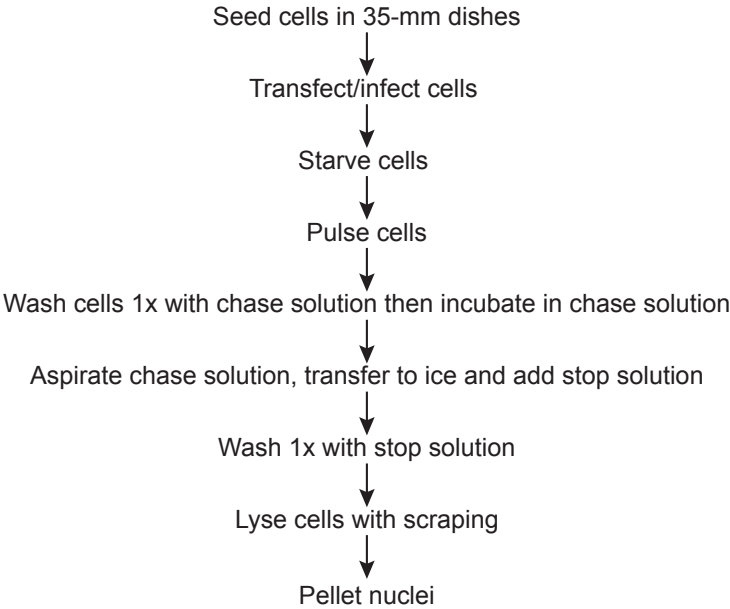 Seed cells in 35-mm dishes
Transfect/infect cells
Starve cells
Pulse cells
Wash cells 1x with chase solution then incubate in chase solution
Aspirate chase solution, transfer to ice and add stop solution
Wash 1x with stop solution
Lyse cells with scraping
Pellet nuclei